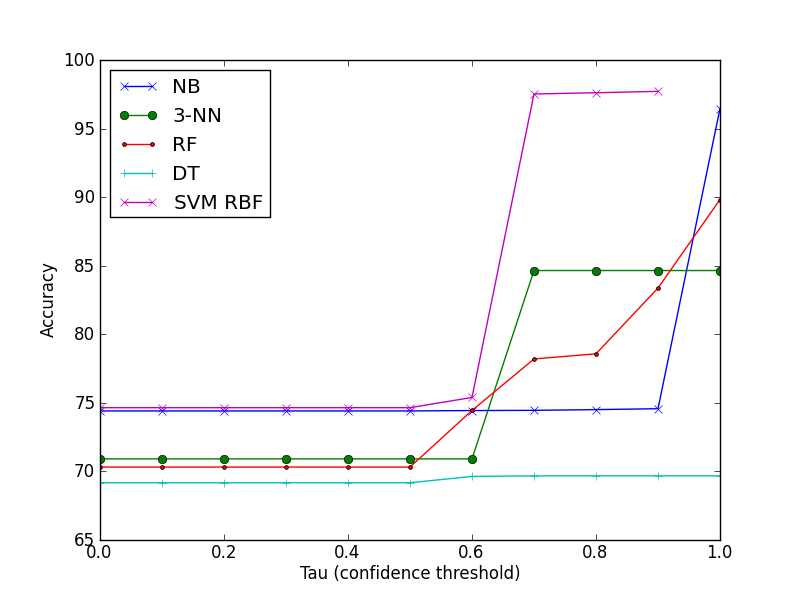 100
95
90
85
80
75
70
65
Accuracy
NB
3-NN
RF
DT
SVM RBF
0.0 0.2 0.4 0.6 0.8 1.0
Tau (confidence threshold)